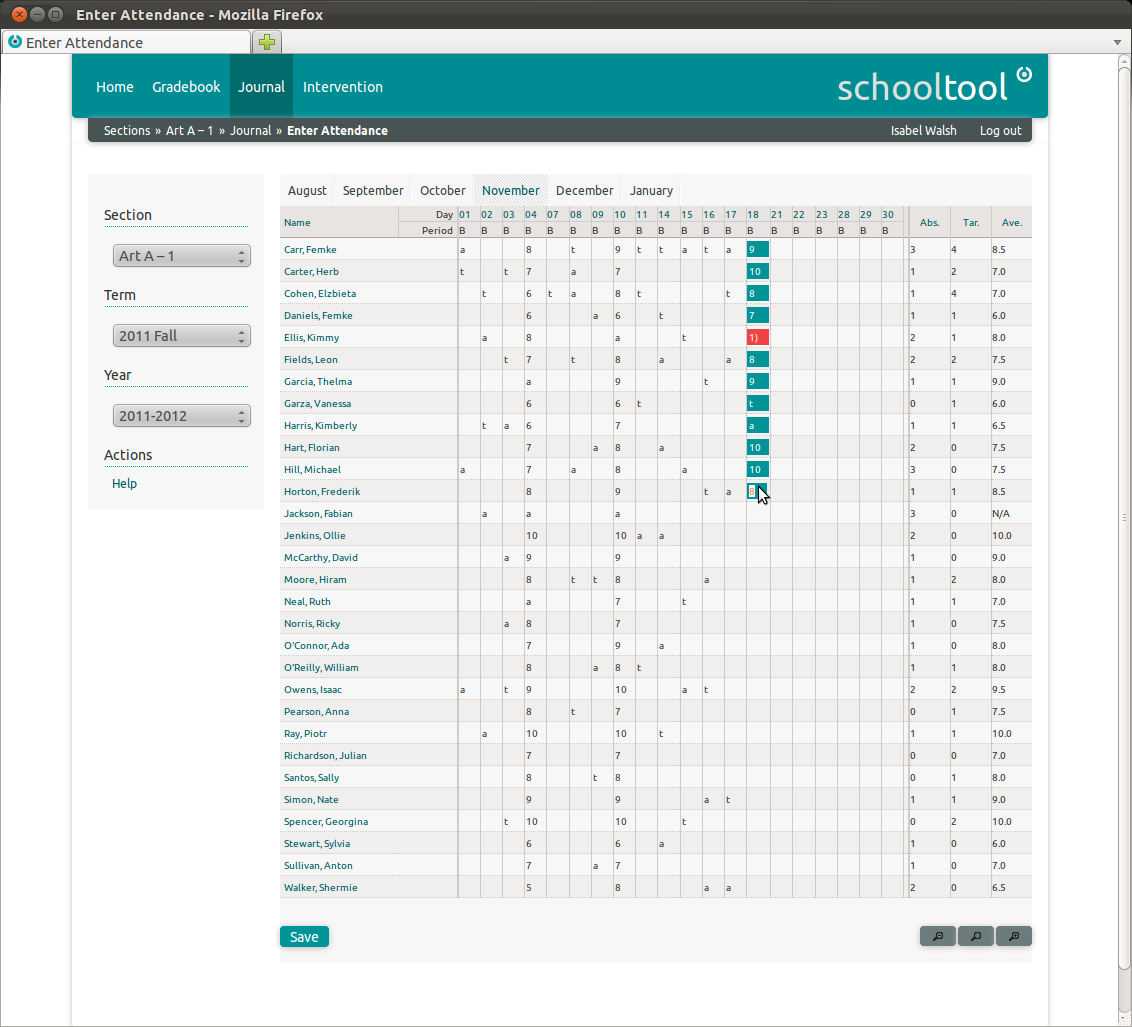 Enter Attendance - Mozilla Firefox
Enter Attendance
Home Gradebook Journal Intervention schooltool
Sections » Art A – 1 » Journal » Enter Attendance Isabel Walsh Log out
Section
Art A – 1
Term
2011 Fall
Year
2011-2012
Actions
Help
August September October November December January
Name Day 01 02 03 04 07 08 09 10 11 14 15 16 17 18 21 22 23 28 29 30 Abs. Tar. Ave.
Period B B B B B B B B B B B B B B B B B B B B
Carr, Femke a 8 t 9 t t a t a 9 3 4 8.5
Carter, Herb t t 7 a 7 10 1 2 7.0
Cohen, Elzbieta t 6 t a 8 t t 8 1 4 7.0
Daniels, Femke 6 a 6 t 7 1 1 6.0
Ellis, Kimmy a 8 a t 1) 2 1 8.0
Fields, Leon t 7 t 8 a a 8 2 2 7.5
Garcia, Thelma a 9 t 9 1 1 9.0
Garza, Vanessa 6 6 t t 0 1 6.0
Harris, Kimberly t a 6 7 a 1 1 6.5
Hart, Florian 7 a 8 a 10 2 0 7.5
Hill, Michael a 7 a 8 a 10 3 0 7.5
Horton, Frederik 8 9 t a 8 1 1 8.5
Jackson, Fabian a a a 3 0 N/A
Jenkins, Ollie 10 10 a a 2 0 10.0
McCarthy, David a 9 9 1 0 9.0
Moore, Hiram 8 t t 8 a 1 2 8.0
Neal, Ruth a 7 t 1 1 7.0
Norris, Ricky a 8 7 1 0 7.5
O'Connor, Ada 7 9 a 1 0 8.0
O'Reilly, William 8 a 8 t 1 1 8.0
Owens, Isaac a t 9 10 a t 2 2 9.5
Pearson, Anna 8 t 7 0 1 7.5
Ray, Piotr a 10 10 t 1 1 10.0
Richardson, Julian 7 7 0 0 7.0
Santos, Sally 8 t 8 0 1 8.0
Simon, Nate 9 9 a t 1 1 9.0
Spencer, Georgina t 10 10 t 0 2 10.0
Stewart, Sylvia 6 6 a 1 0 6.0
Sullivan, Anton 7 a 7 1 0 7.0
Walker, Shermie 5 8 a a 2 0 6.5
Save